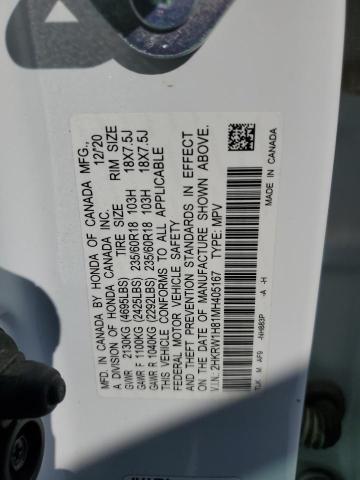 MFD. IN CANADA BY HONDA OF CANADA MFG.,
A DIVISION OF HONDA CANADA INC. 12/20
TIRE SIZE RIM SIZE
GVWR 2130KG (4695LBS)
GAWR F 1100KG (2425LBS) 235/60R18 103H 18X7.5J
GAWR R 1040KG (2292LBS) 235/60R18 103H 18X7.5J
THIS VEHICLE CONFORMS TO ALL APPLICABLE
FEDERAL MOTOR VEHICLE SAFETY
STANDARDS IN EFFECT
ON THE DATE OF MANUFACTURE SHOWN ABOVE.
V.I.N.: 2HKRW1H81MH405167 TYPE: MPV
TLK M AF9 -NH883P -A -H
MADE IN CANADA